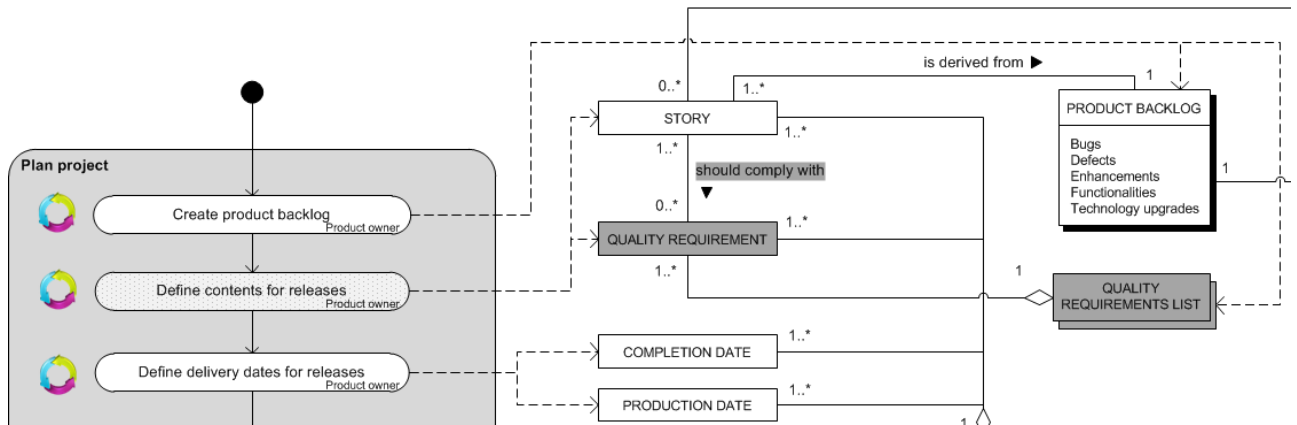 Plan project
Create product backlog
Product owner
Define contents for releases
Product owner
Define delivery dates for releases
Product owner
is derived from
0..*
1..*
1
STORY
1..*
1..*
should comply with
0..*
QUALITY REQUIREMENT
1..*
1..*
PRODUCT BACKLOG
Bugs
Defects
Enhancements
Functionalities
Technology upgrades
1
1
QUALITY
REQUIREMENTS LIST
COMPLETION DATE
1..*
PRODUCTION DATE
1..*
1